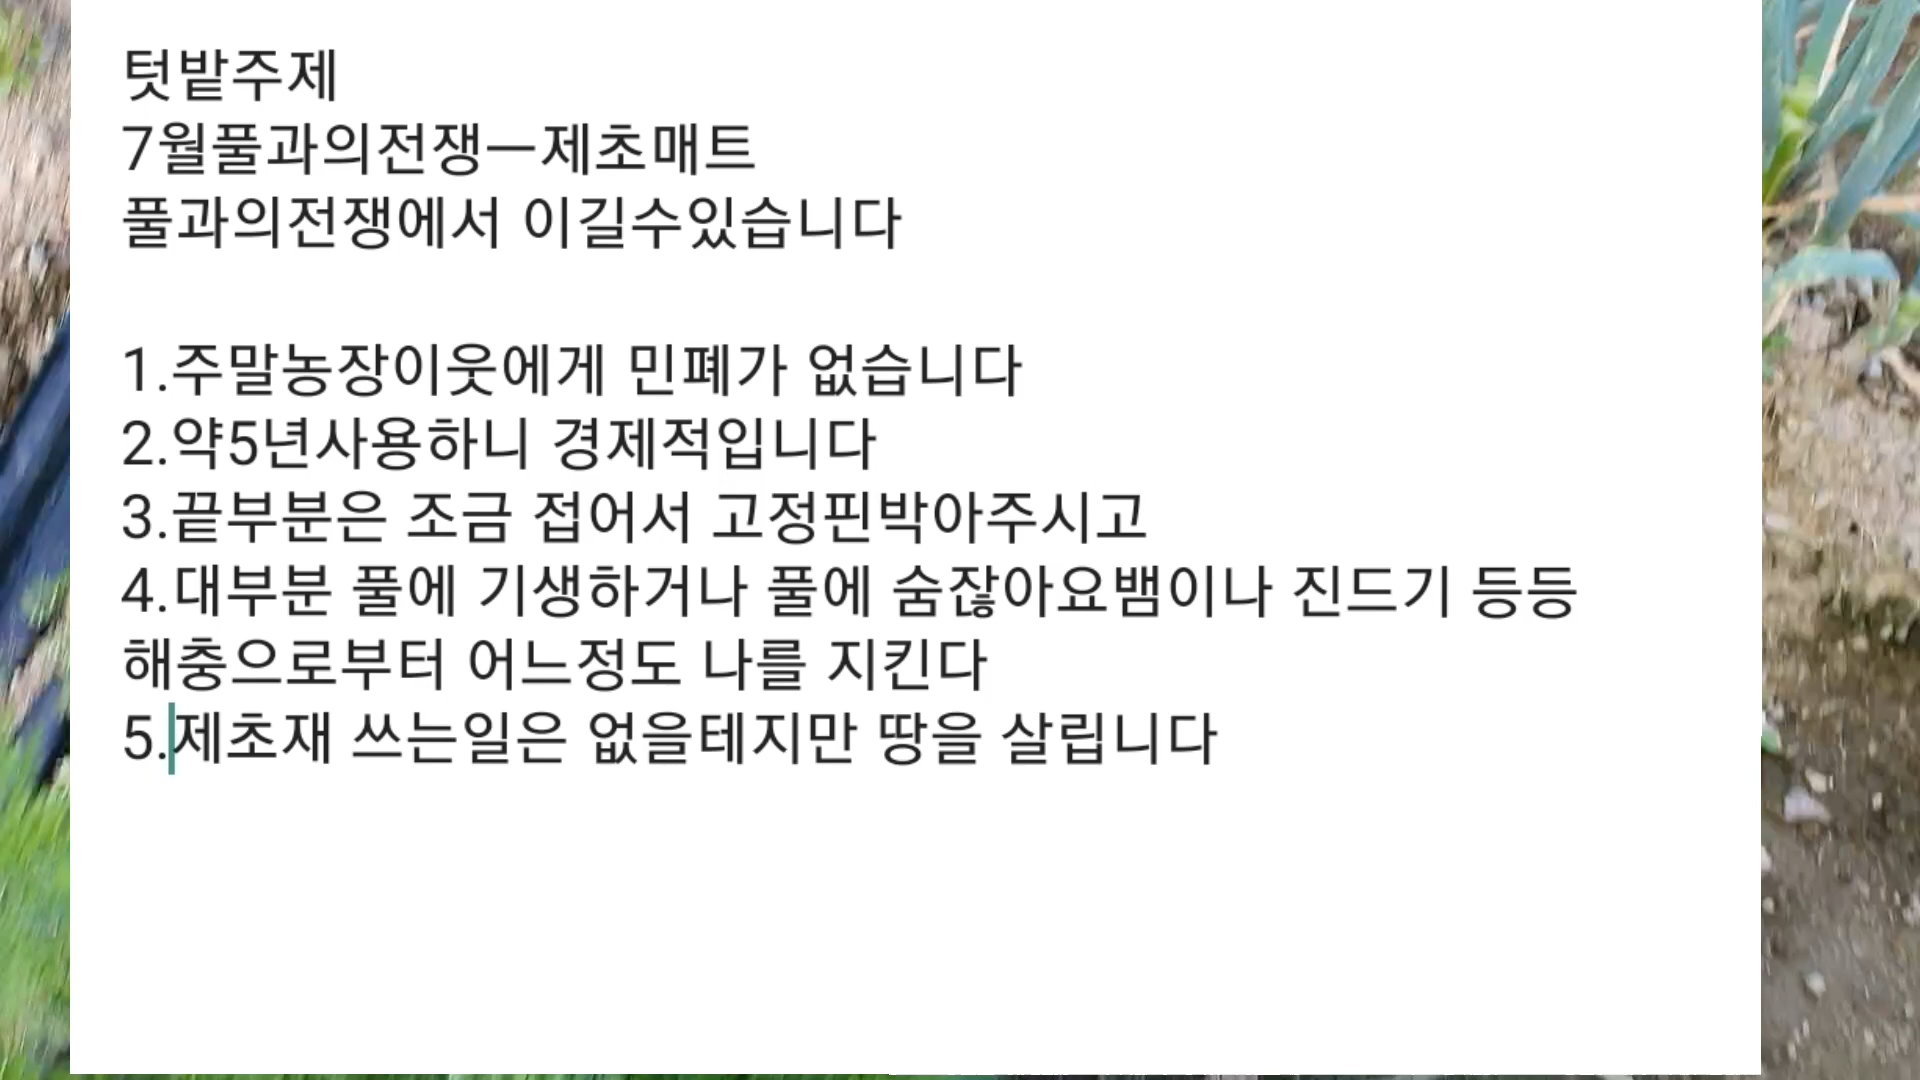 텃밭주제
7월풀과의전쟁ㅡ제초매트
풀과의전쟁에서 이길수있습니다
1.주말농장이웃에게 민폐가 없습니다
2.약5년사용하니 경제적입니다
3.끝부분은 조금 접어서 고정핀박아주시고
4.대부분 풀에 기생하거나 풀에 숨잖아요뱀이나 진드기 등등
해충으로부터 어느정도 나를 지킨다
5.제초재 쓰는일은 없을테지만 땅을 살립니다